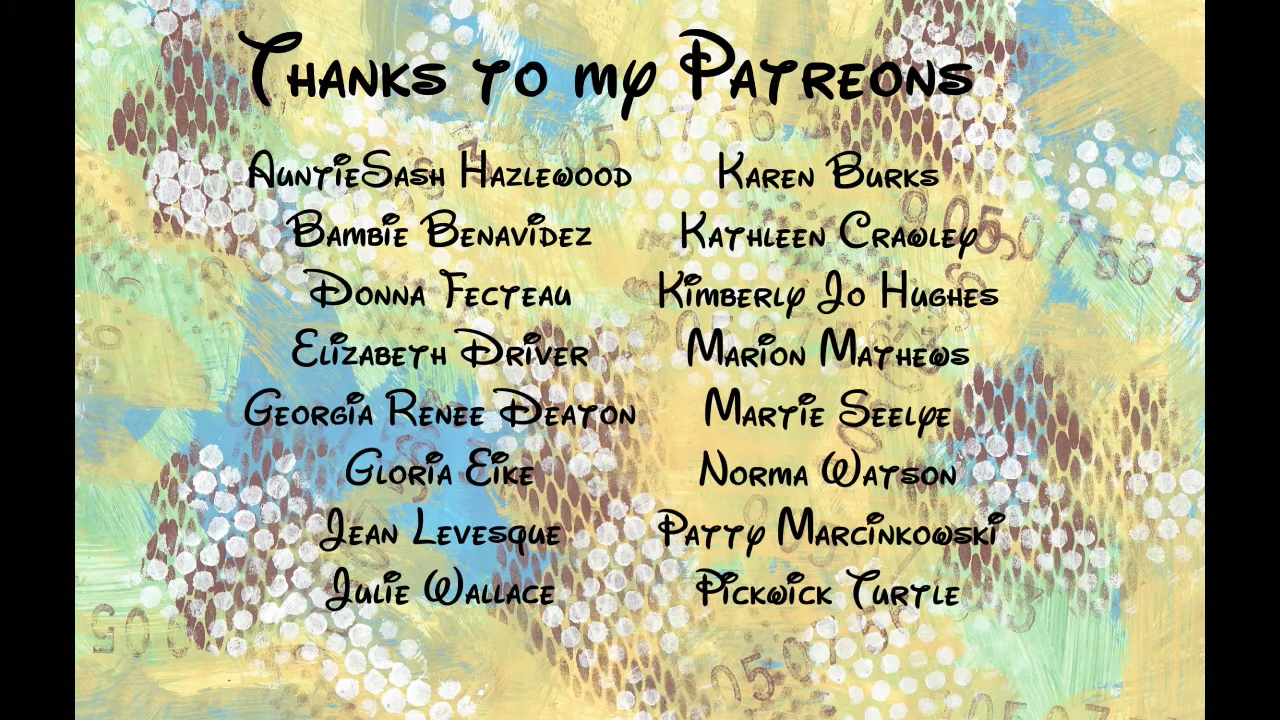 Thanks to my Patreons
AuntieSash Hazlewood
Bambie Benavidez
Donna Fecteau
Elizabeth Driver
Georgia Renee Deaton
Gloria Eike
Jean Levesque
Julie Wallace
Karen Burks
Kathleen Crawley
Kimberly Jo Hughes
Marion Mathews
Martie Seelye
Norma Watson
Patty Marcinkowski
Pickwick Turtle